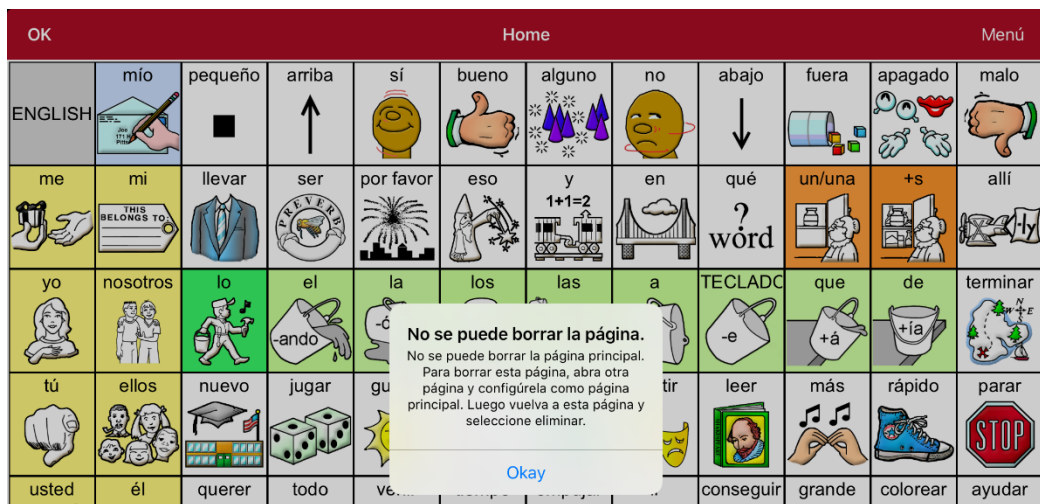 OK Home Menú
ENGLISH mío pequeño arriba sí bueno alguno no abajo fuera apagado malo
me mi llevar ser por favor eso y en qué un/una +s allí
THIS BELONGS TO: PREVERB 1+1=2 ? word -ly
yo nosotros lo el la los las a TECLADO que de terminar
-ando -e +á +ía N W E
No se puede borrar la página.
No se puede borrar la página principal.
Para borrar esta página, abra otra
página y configúrela como página
principal. Luego vuelva a esta página y
seleccione eliminar.
Okay
tú ellos nuevo jugar leer más rápido parar
STOP
usted él querer todo conseguir grande colorear ayudar